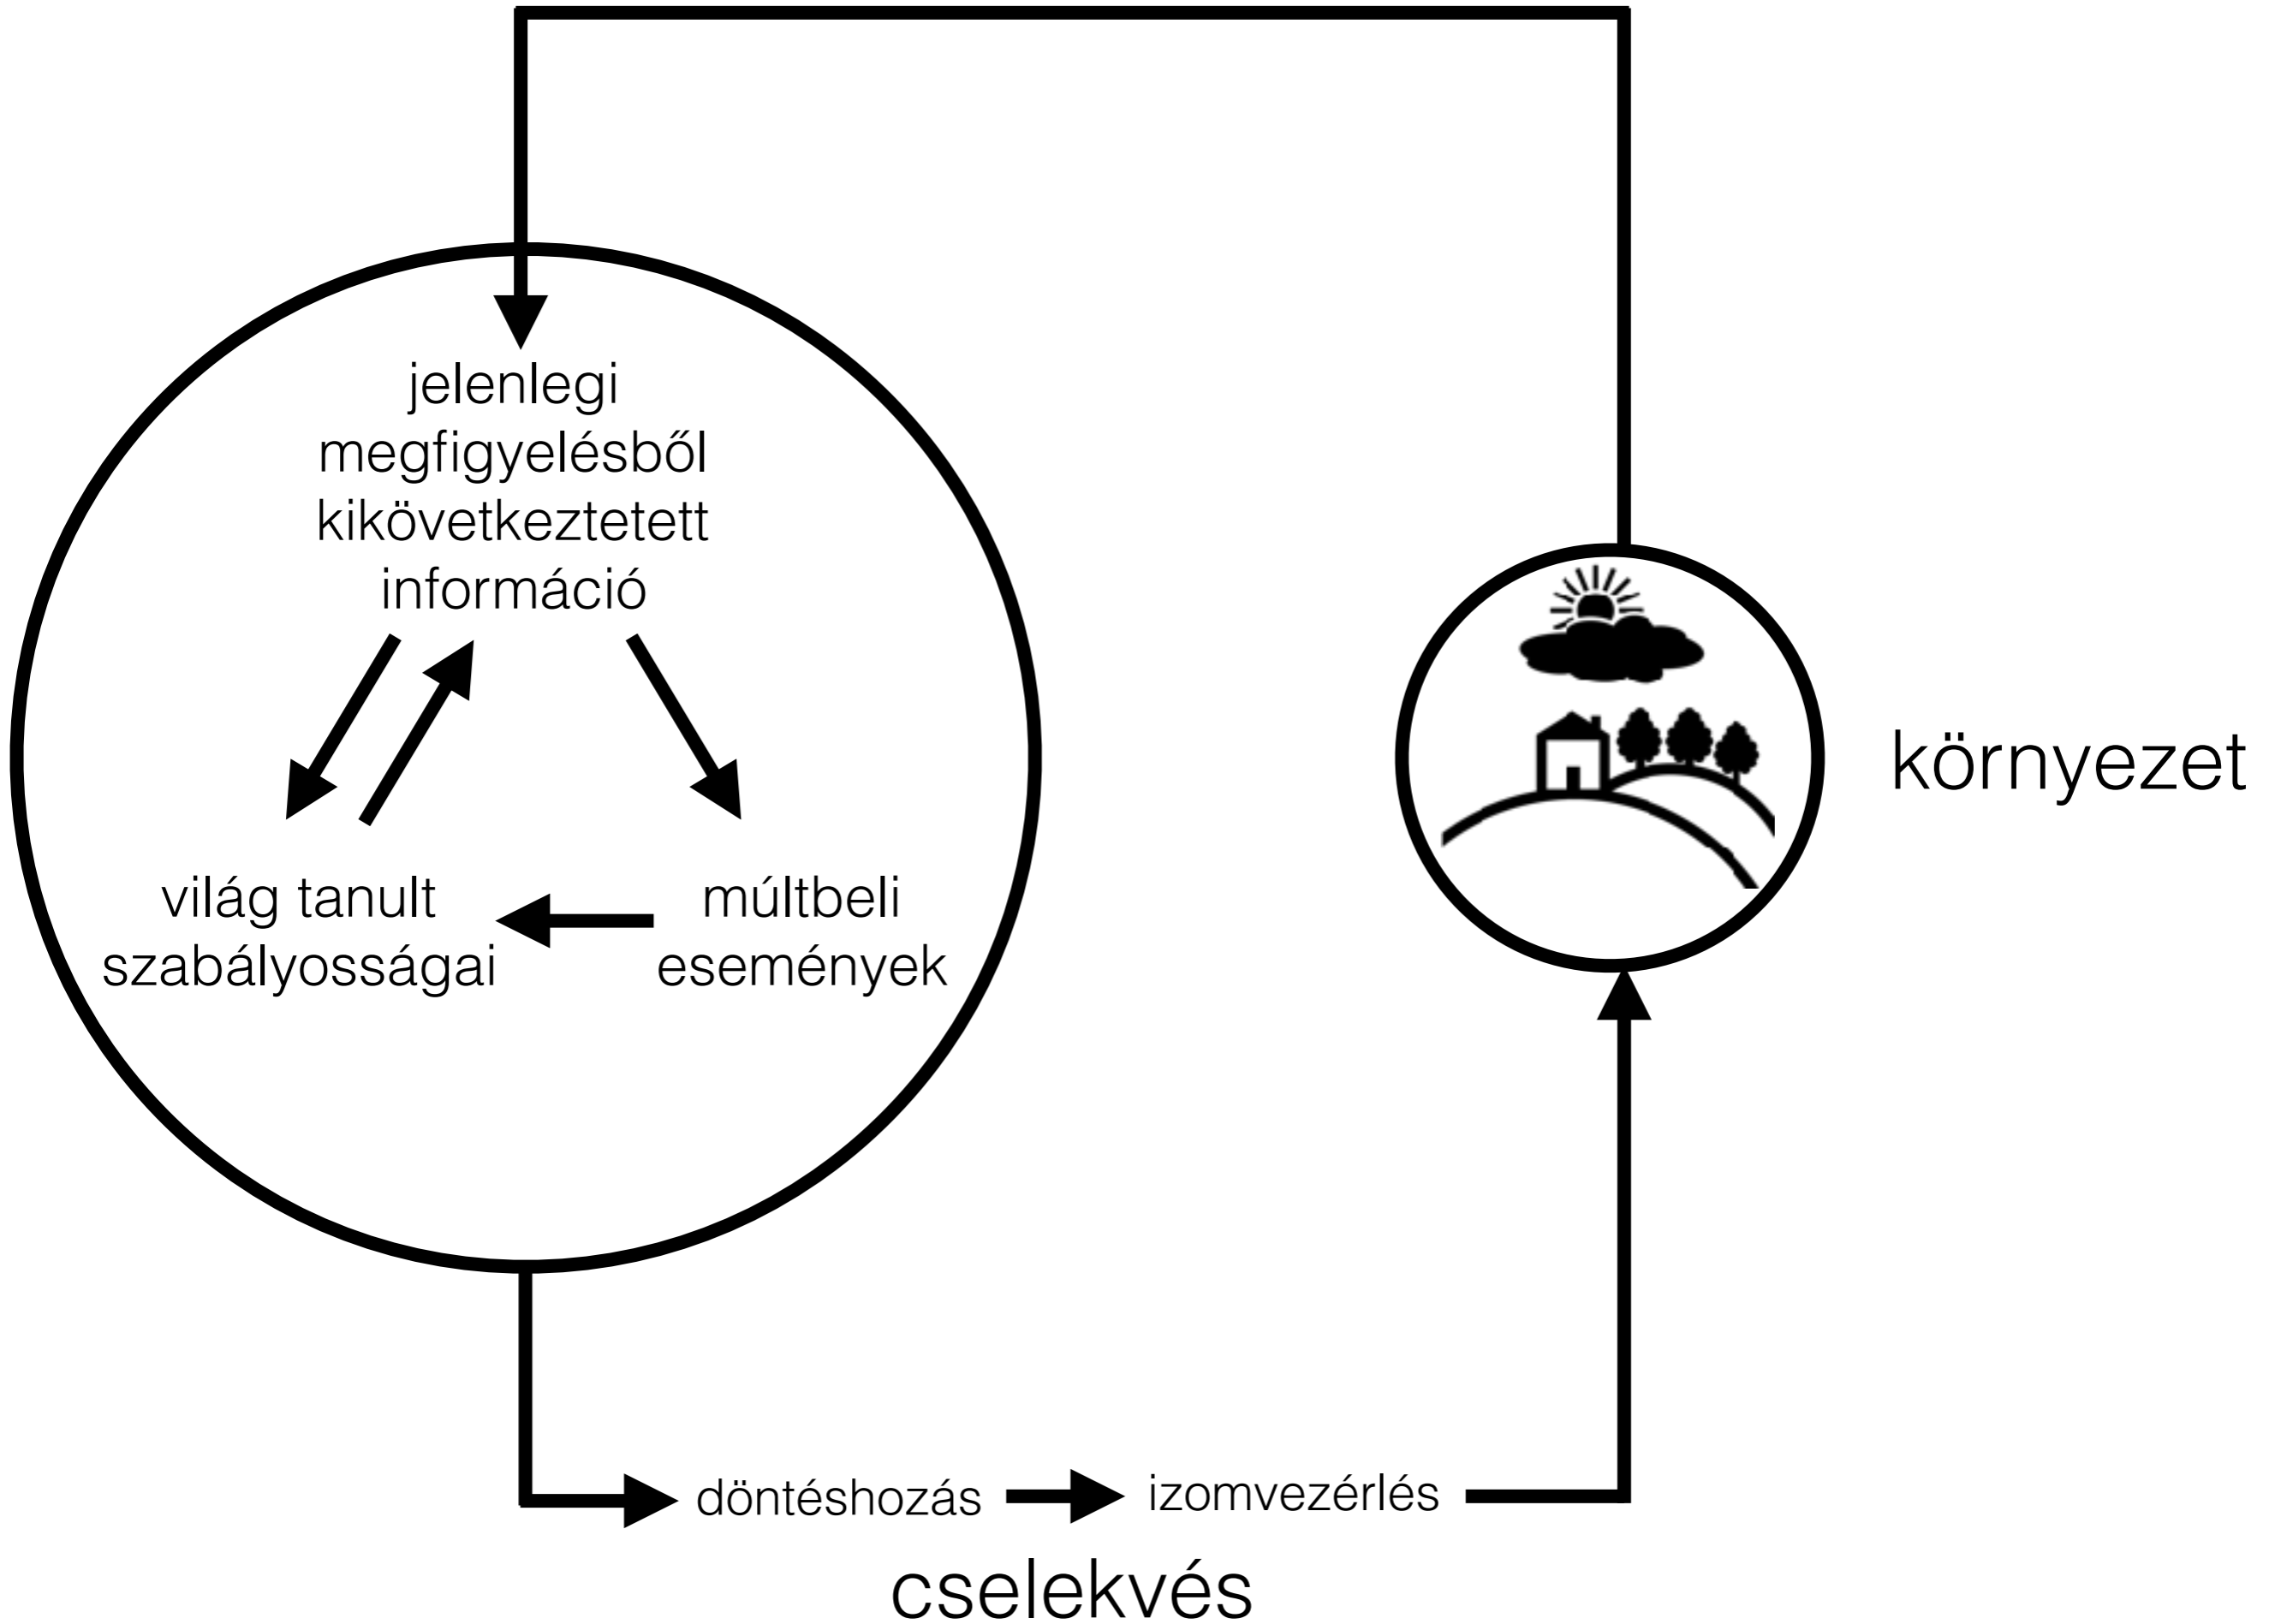 jelenlegi
megfigyelésből
kikövetkeztetett
információ
világ tanult
szabályosságai
múltbeli
események
környezet
döntéshozás
izomvezérlés
cselekvés